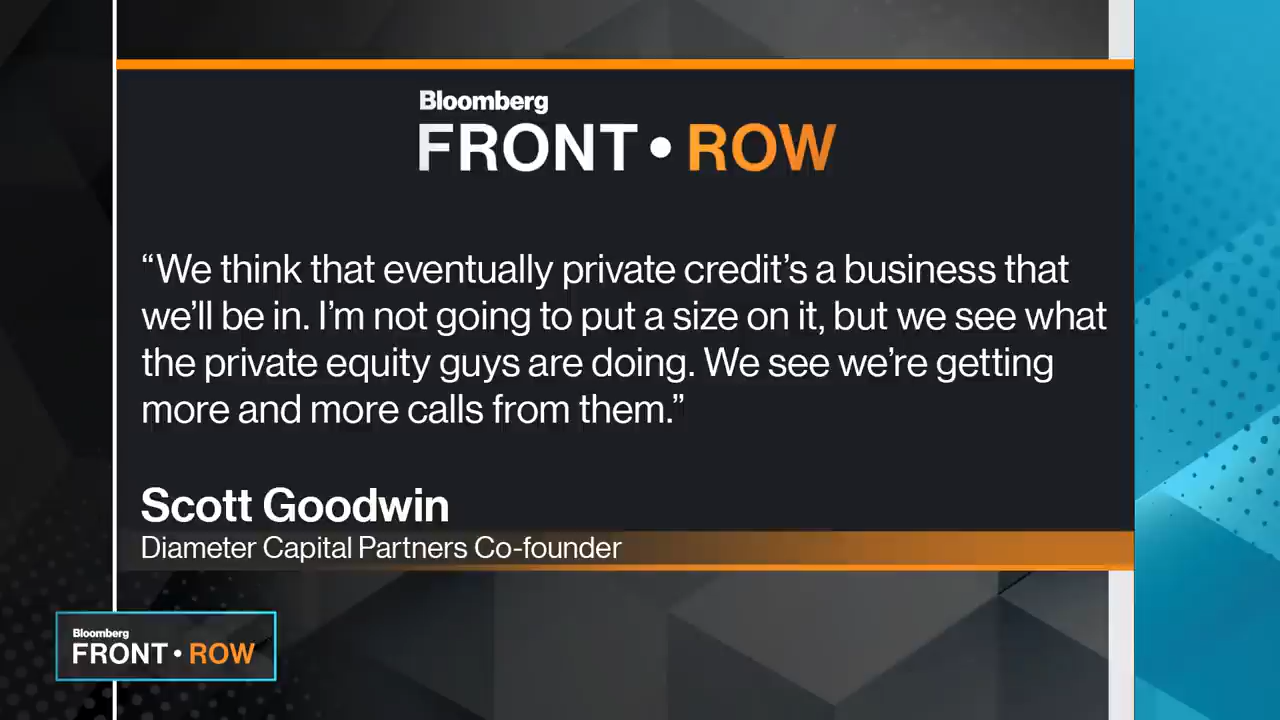 Bloomberg
FRONT • ROW
“We think that eventually private credit’s a business that
we’ll be in. I’m not going to put a size on it, but we see what
the private equity guys are doing. We see we’re getting
more and more calls from them.”
Scott Goodwin
Diameter Capital Partners Co-founder
Bloomberg
FRONT • ROW